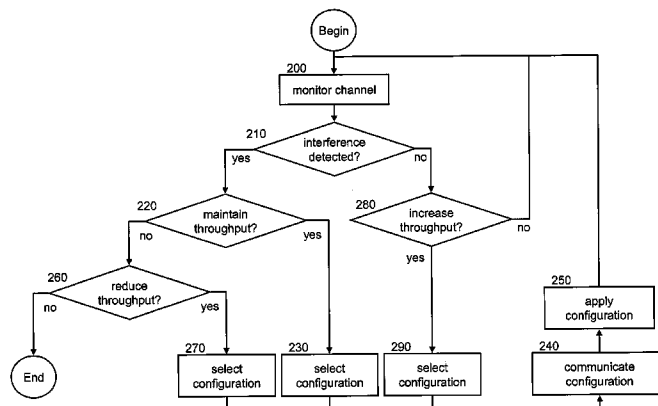 Begin
200
monitor channel
210
interference
detected?
yes
no
220
maintain
throughput?
no
yes
280
increase
throughput?
no
yes
260
reduce
throughput?
no
yes
250
apply
configuration
End
270
select
configuration
230
select
configuration
290
select
configuration
240
communicate
configuration